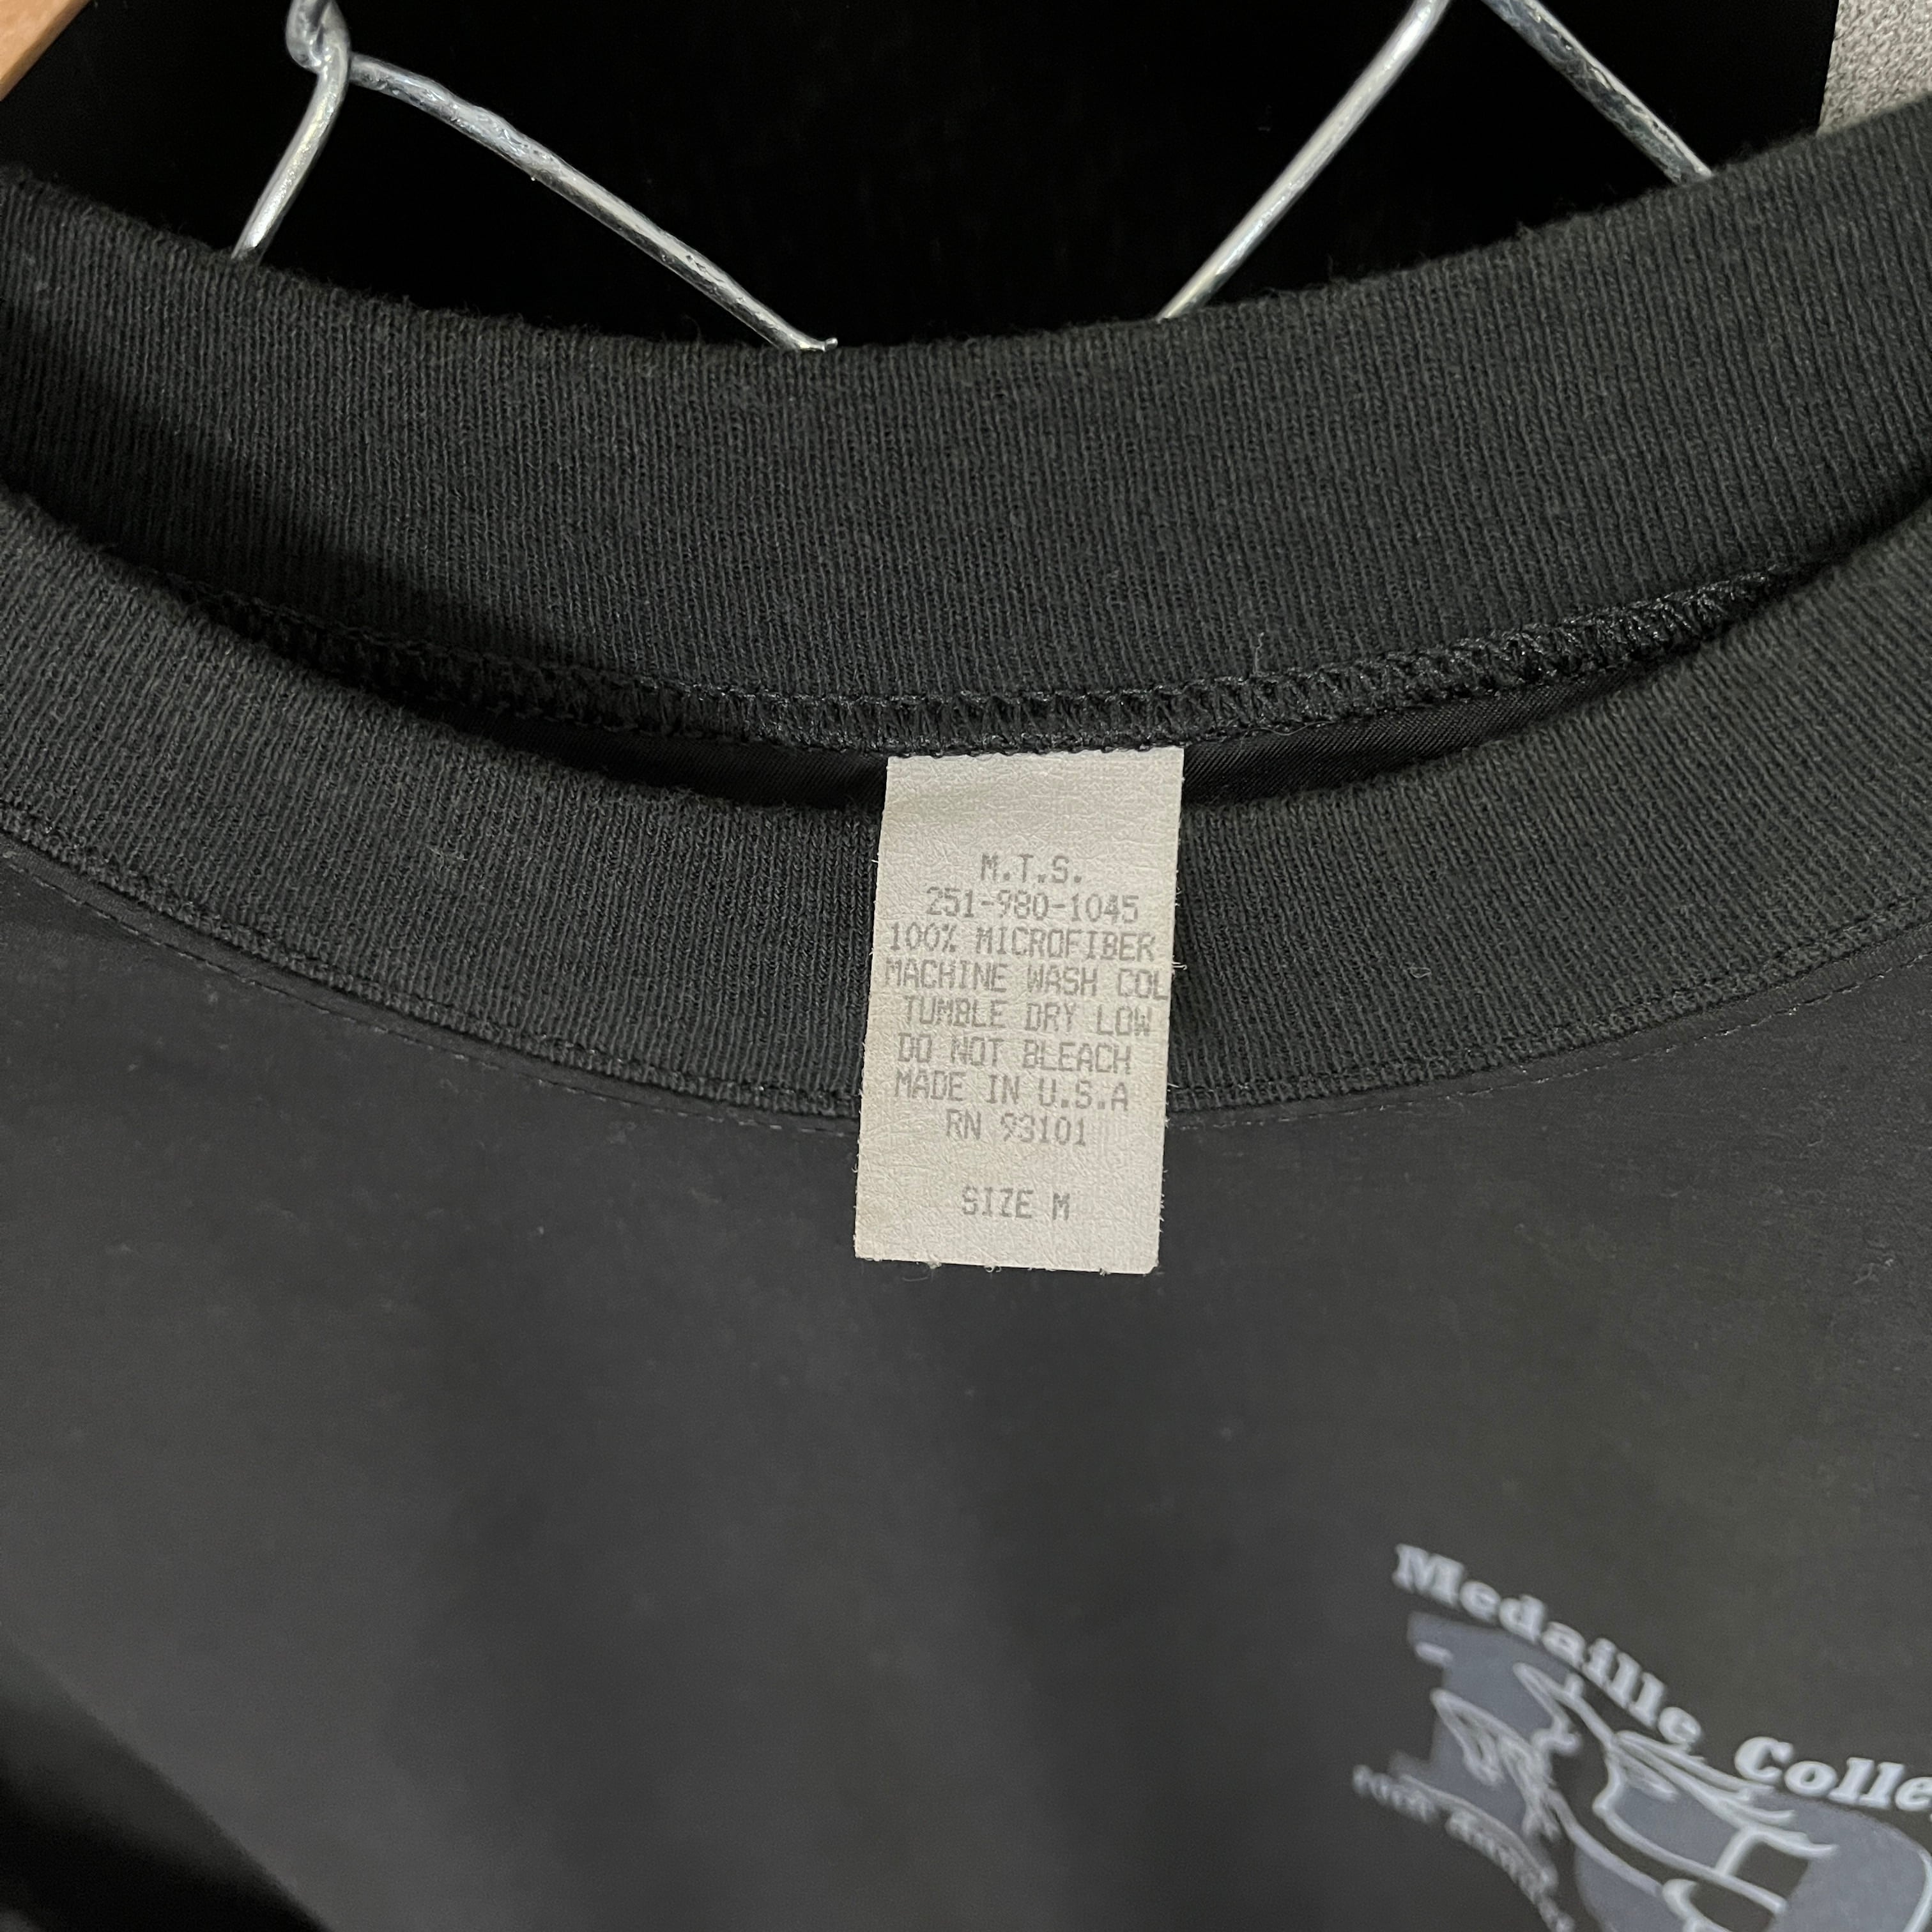 M.T.S.
251-980-1045
100% MICROFIBER
MACHINE WASH COL
TUMBLE DRY LOW
DO NOT BLEACH
MADE IN U.S.A
RN 93101
SIZE M
Medaille Colle